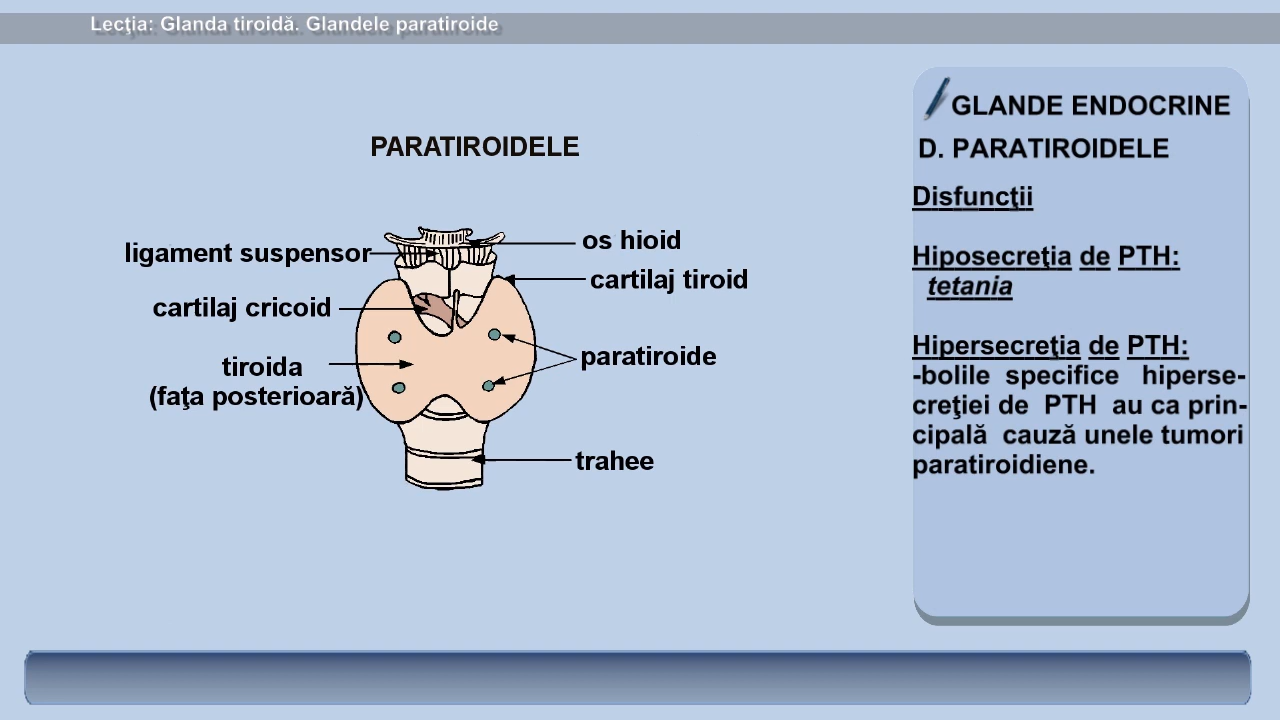 Lecţia: Glanda tiroidă. Glandele paratiroide
PARATIROIDELE
ligament suspensor
os hioid
cartilaj tiroid
cartilaj cricoid
tiroida
(faţa posterioară)
paratiroide
trahee
GLANDE ENDOCRINE
D. PARATIROIDELE
Disfuncţii
Hiposecreţia de PTH:
tetania
Hipersecreţia de PTH:
-bolile specifice hiperse-
creţiei de PTH au ca prin-
cipală cauză unele tumori
paratiroidiene.